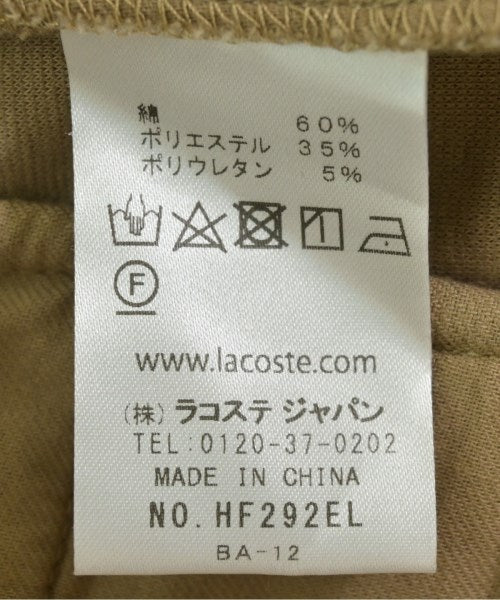 綿 60%
ポリエステル 35%
ポリウレタン 5%
F
www.lacoste.com
(株) ラコステ ジャパン
TEL:0120-37-0202
MADE IN CHINA
NO. HF292EL
BA-12